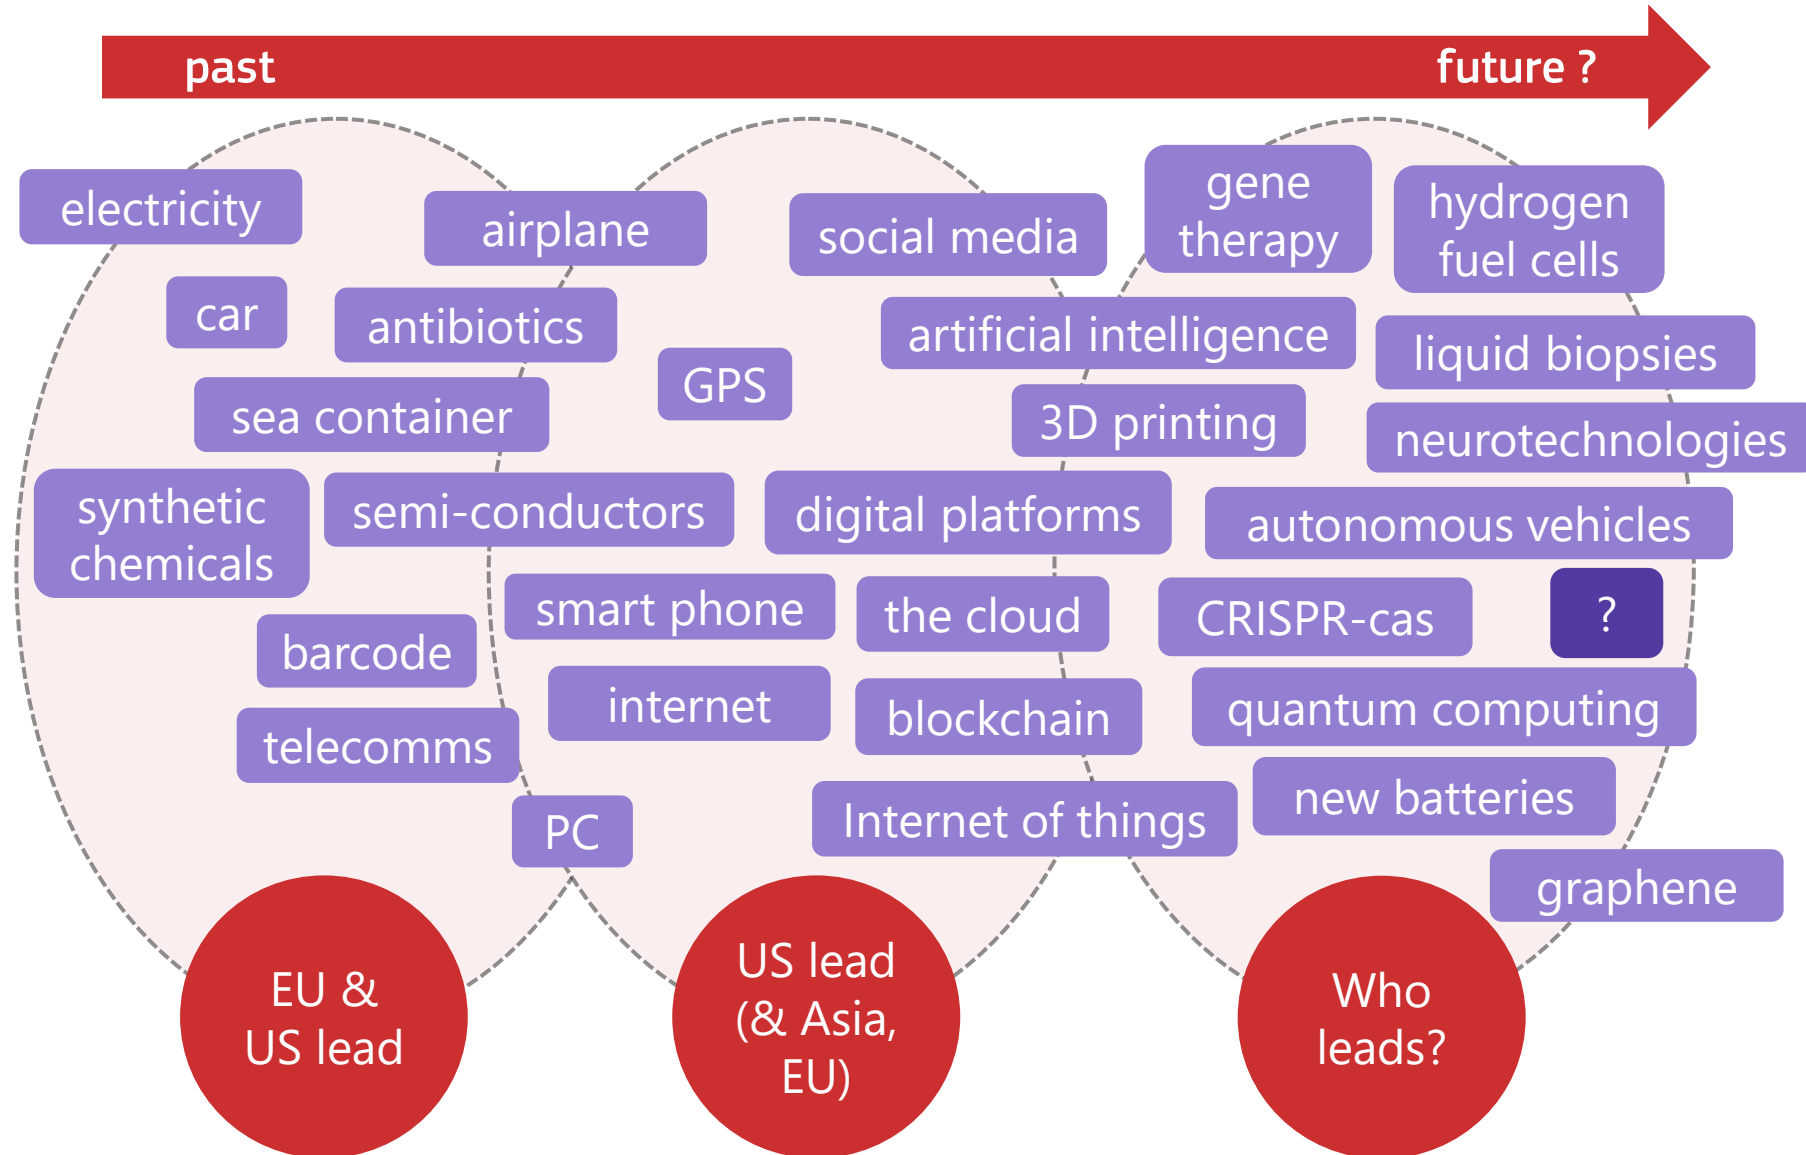 past
future ?
electricity
airplane
social media
gene
therapy
hydrogen
fuel cells
car
antibiotics
GPS
artificial intelligence
liquid biopsies
sea container
3D printing
neurotechnologies
synthetic
chemicals
semi-conductors
digital platforms
autonomous vehicles
smart phone
the cloud
CRISPR-cas
?
barcode
internet
blockchain
quantum computing
telecomms
PC
Internet of things
new batteries
graphene
EU &
US lead
US lead
(& Asia,
EU)
Who
leads?